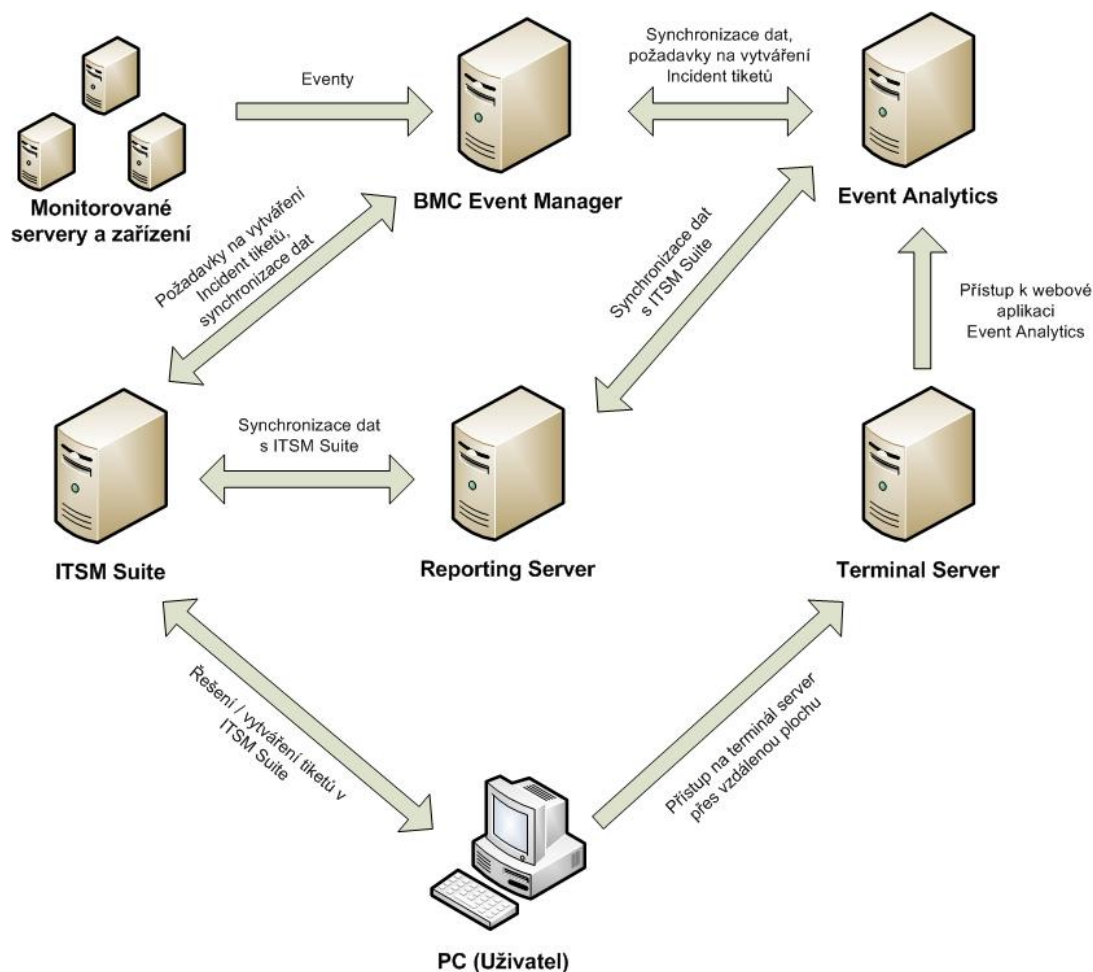 Eventy
Synchronizace dat,
požadavky na vytváření
Incident tiketů
Monitorované
servery a zařízení
BMC Event Manager
Event Analytics
Požadavky na vytváření
Incident tiketů,
synchronizace dat
Synchronizace dat
s ITSM Suite
Přístup k webové
aplikaci
Event Analytics
Synchronizace dat
s ITSM Suite
ITSM Suite
Reporting Server
Terminal Server
Řešení / vytváření tiketů v
ITSM Suite
Přístup na terminál server
přes vzdálenou plochu
PC (Uživatel)